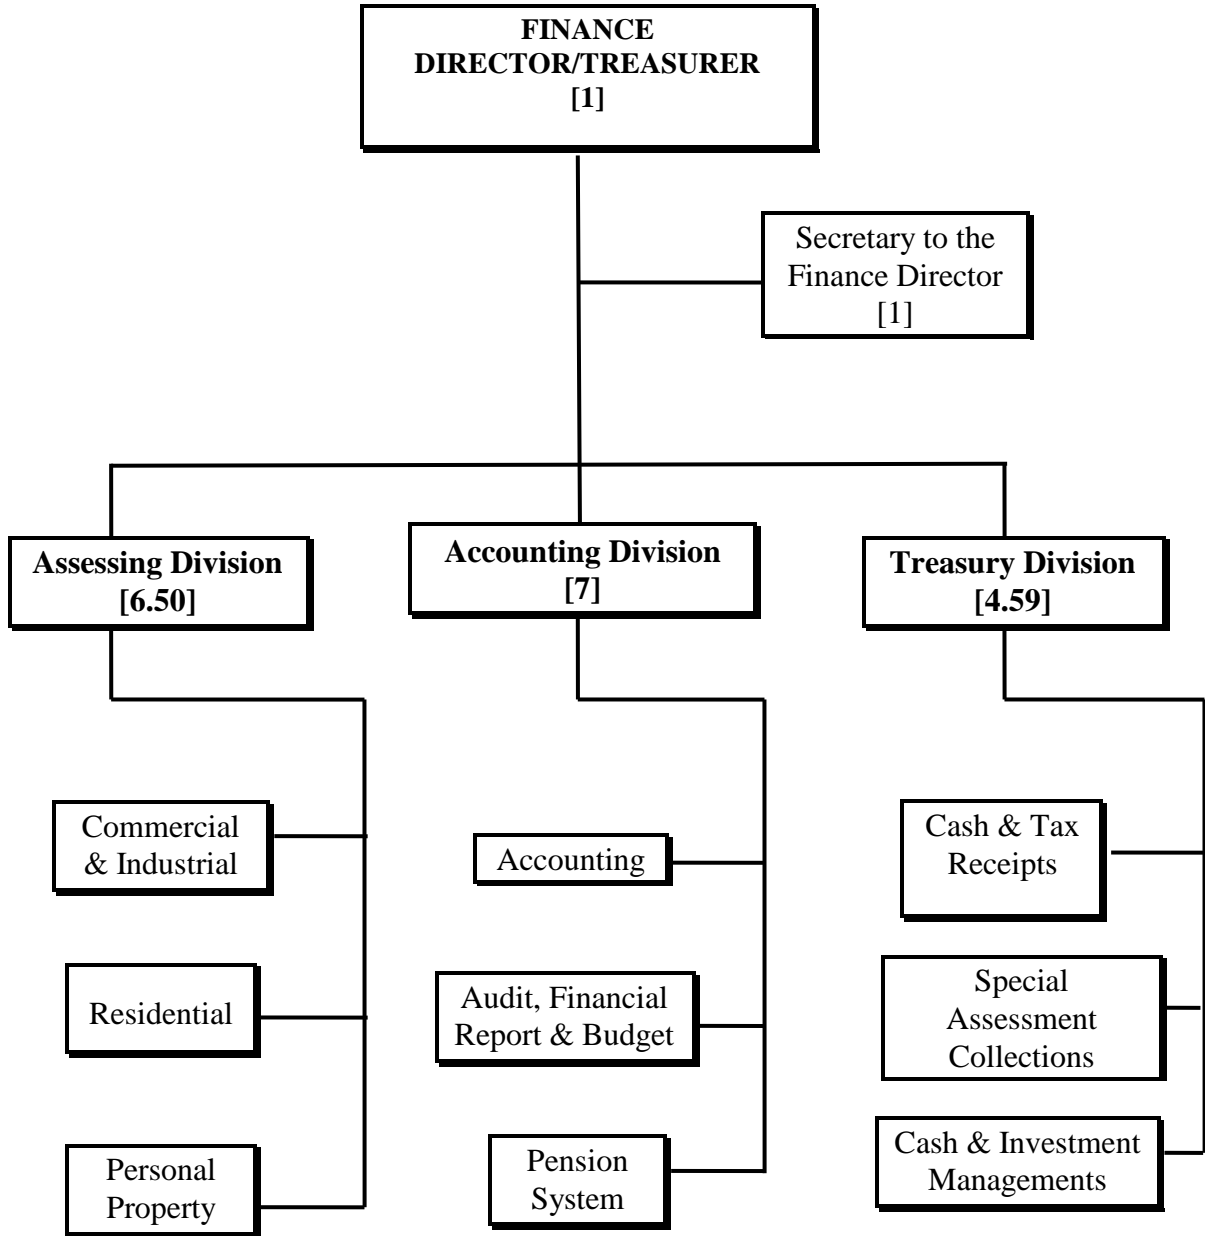 FINANCE
DIRECTOR/TREASURER
[1]
Secretary to the
Finance Director
[1]
Assessing Division
[6.50]
Accounting Division
[7]
Treasury Division
[4.59]
Commercial
& Industrial
Residential
Personal
Property
Accounting
Audit, Financial
Report & Budget
Pension
System
Cash & Tax
Receipts
Special
Assessment
Collections
Cash & Investment
Managements